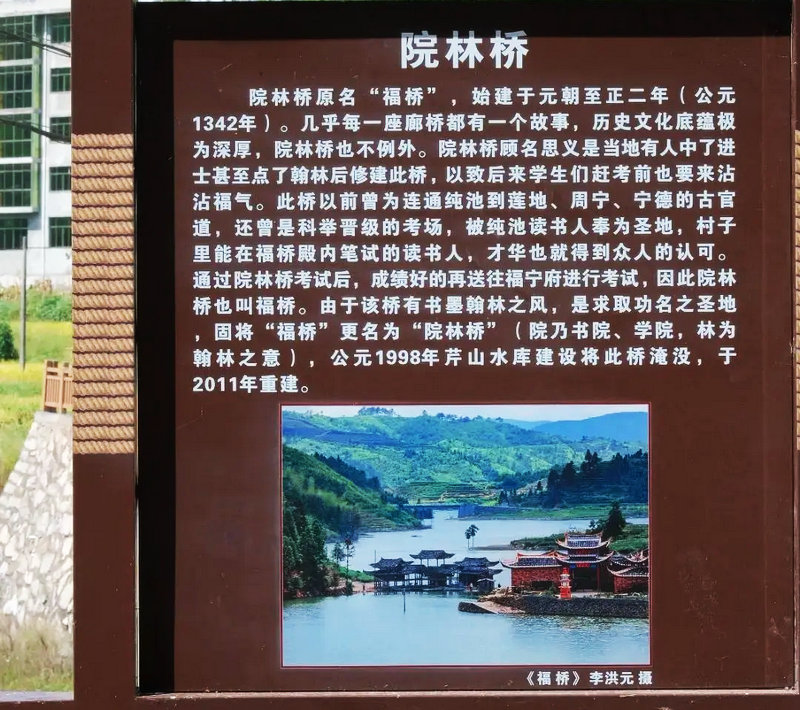 院林桥
院林桥原名“福桥”，始建于元朝至正二年（公元
1342年）。几乎每一座廊桥都有一个故事，历史文化底蕴极
为深厚，院林桥也不例外。院林桥顾名思义是当地有人中了进
士甚至点了翰林后修建此桥，以致后来学生们赶考前也要来沾
沾福气。此桥以前曾为连通纯池到莲地、周宁、宁德的古官
道，还曾是科举晋级的考场，被纯池读书人奉为圣地，村子
里能在福桥殿内笔试的读书人，才华也就得到众人的认可。
通过院林桥考试后，成绩好的再送往福宁府进行考试，因此院林
桥也叫福桥。由于该桥有书墨翰林之风，是求取功名之圣地
，固将“福桥”更名为“院林桥”（院乃书院、学院，林为
翰林之意），公元1998年芹山水库建设将此桥淹没，于
2011年重建。
《福桥》李洪元 摄